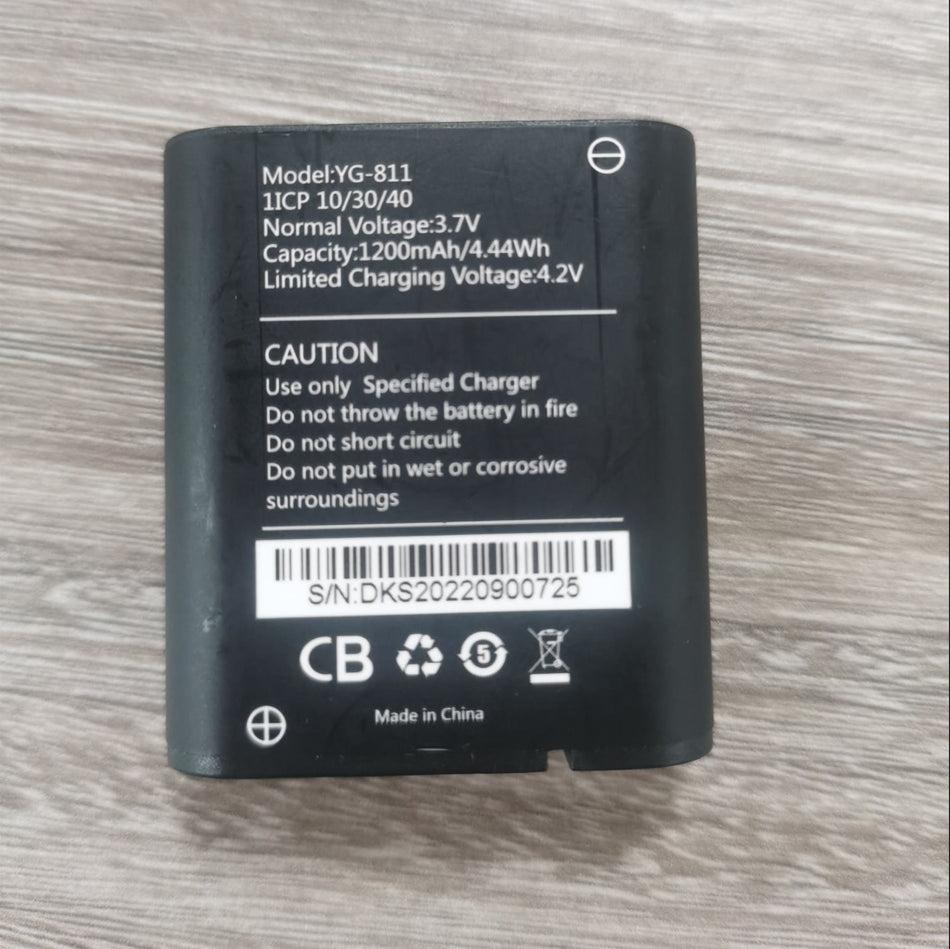 Model:YG-811
1ICP 10/30/40
Normal Voltage:3.7V
Capacity:1200mAh/4.44Wh
Limited Charging Voltage:4.2V
CAUTION
Use only Specified Charger
Do not throw the battery in fire
Do not short circuit
Do not put in wet or corrosive
surroundings
S/N:DKS20220900725
CB
5
Made in China